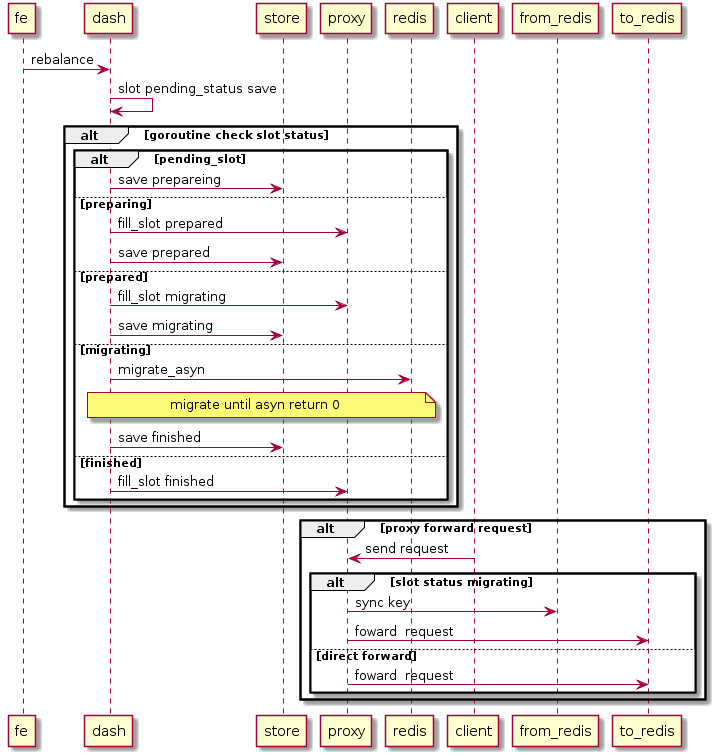 fe dash store proxy redis client from_redis to_redis
rebalance
slot pending_status save
alt [goroutine check slot status]
alt [pending_slot]
save prepareing
[preparing]
fill_slot prepared
save prepared
[prepared]
fill_slot migrating
save migrating
[migrating]
migrate_asyn
migrate until asyn return 0
save finished
[finished]
fill_slot finished
alt [proxy forward request]
send request
alt [slot status migrating]
sync key
foward request
[direct forward]
foward request
fe dash store proxy redis client from_redis to_redis